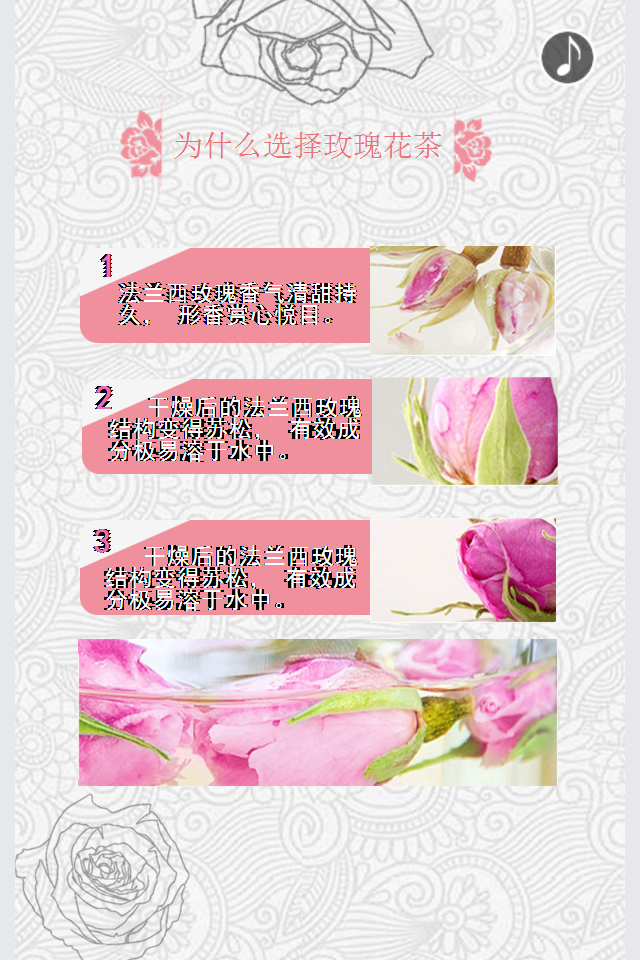 为什么选择玫瑰花茶
1
法兰西玫瑰香气清甜持
久， 形香赏心悦目。
2
干燥后的法兰西玫瑰
结构变得苏松， 有效成
分极易溶于水中。
3
干燥后的法兰西玫瑰
结构变得苏松， 有效成
分极易溶于水中。